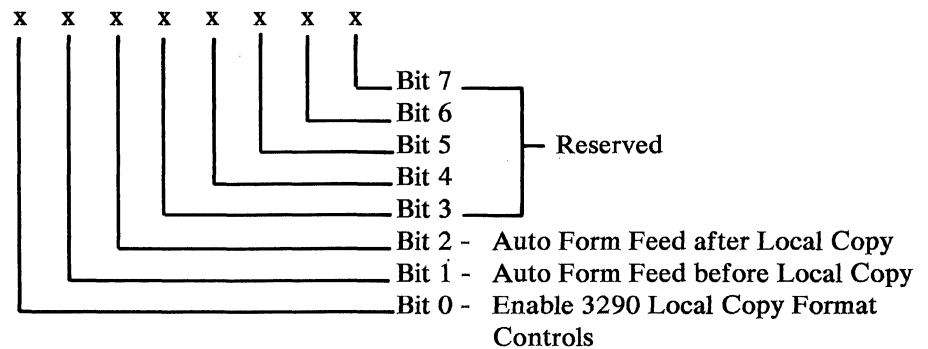 x x x x x x x x
Bit 7
Bit 6
Bit 5
Reserved
Bit 4
Bit 3
Bit 2 - Auto Form Feed after Local Copy
Bit 1 - Auto Form Feed before Local Copy
Bit 0 - Enable 3290 Local Copy Format
Controls